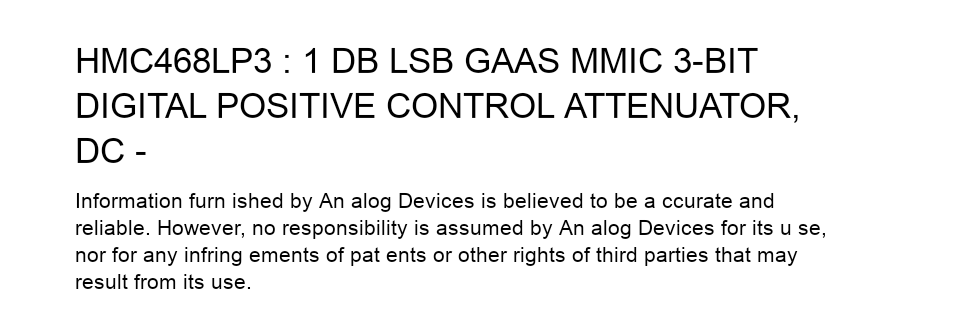 HMC468LP3 : 1 DB LSB GAAS MMIC 3-BIT
DIGITAL POSITIVE CONTROL ATTENUATOR,
DC -
Information furn ished by An alog Devices is believed to be a ccurate and
reliable. However, no responsibility is assumed by An alog Devices for its u se,
nor for any infring ements of pat ents or other rights of third parties that may
result from its use.